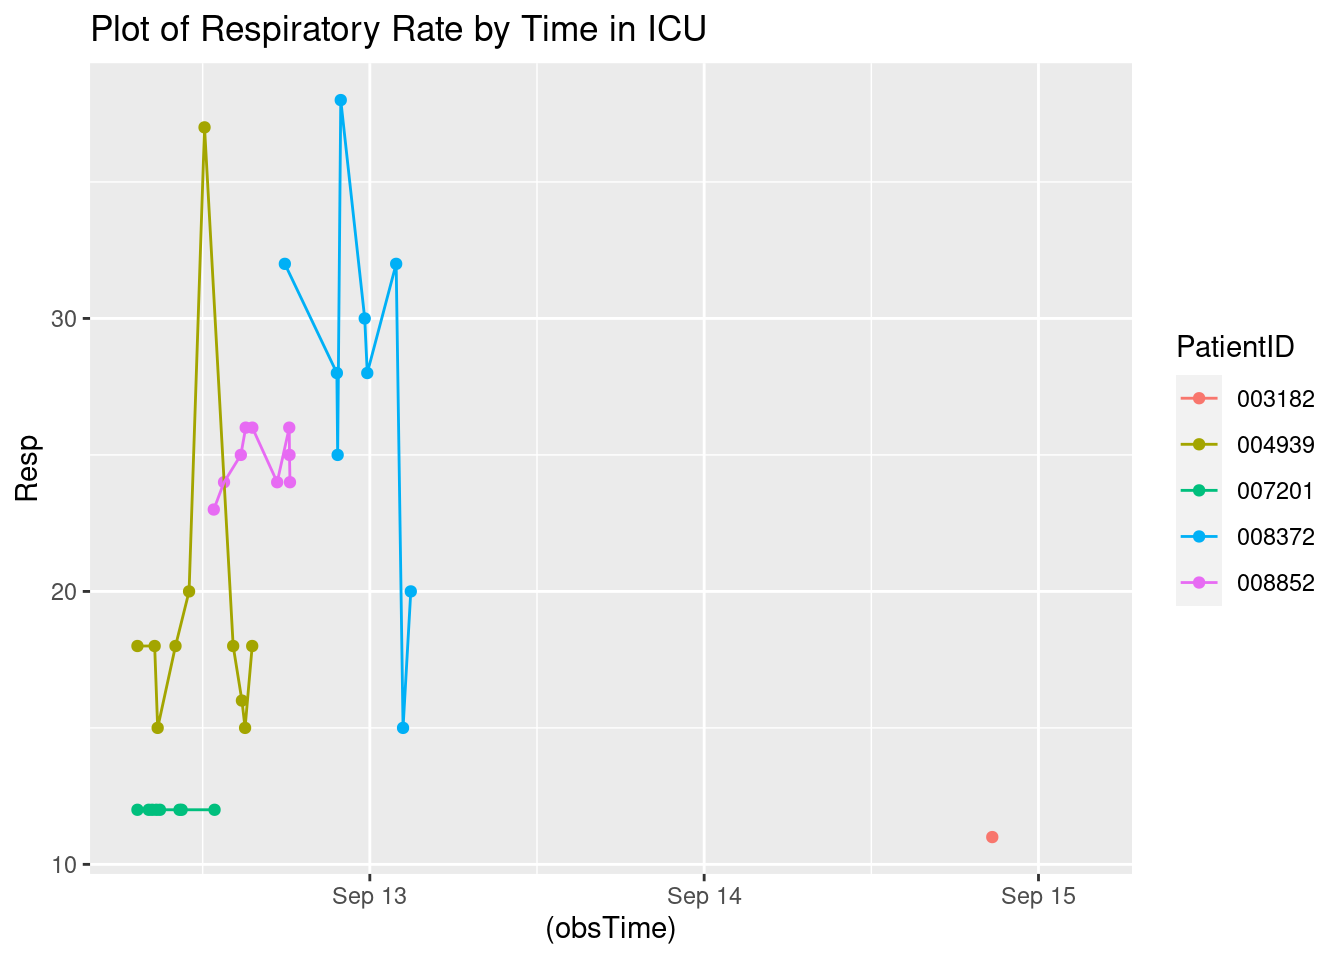 Plot of Respiratory Rate by Time in ICU
Resp
30
20
10
Sep 13
Sep 14
Sep 15
(obsTime)
PatientID
003182
004939
007201
008372
008852